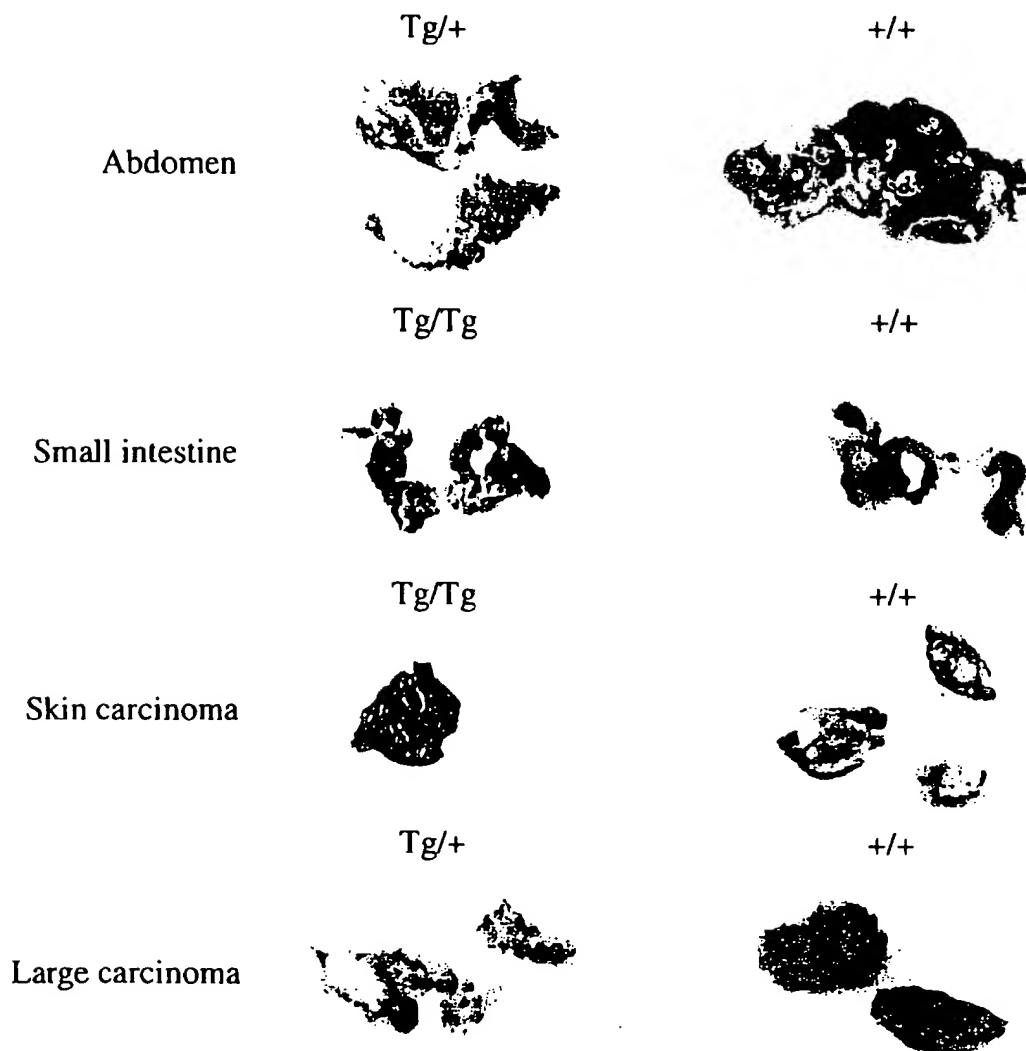 Tg/+ +/+
Abdomen
Tg/Tg +/+
Small intestine
Tg/Tg +/+
Skin carcinoma
Tg/+ +/+
Large carcinoma